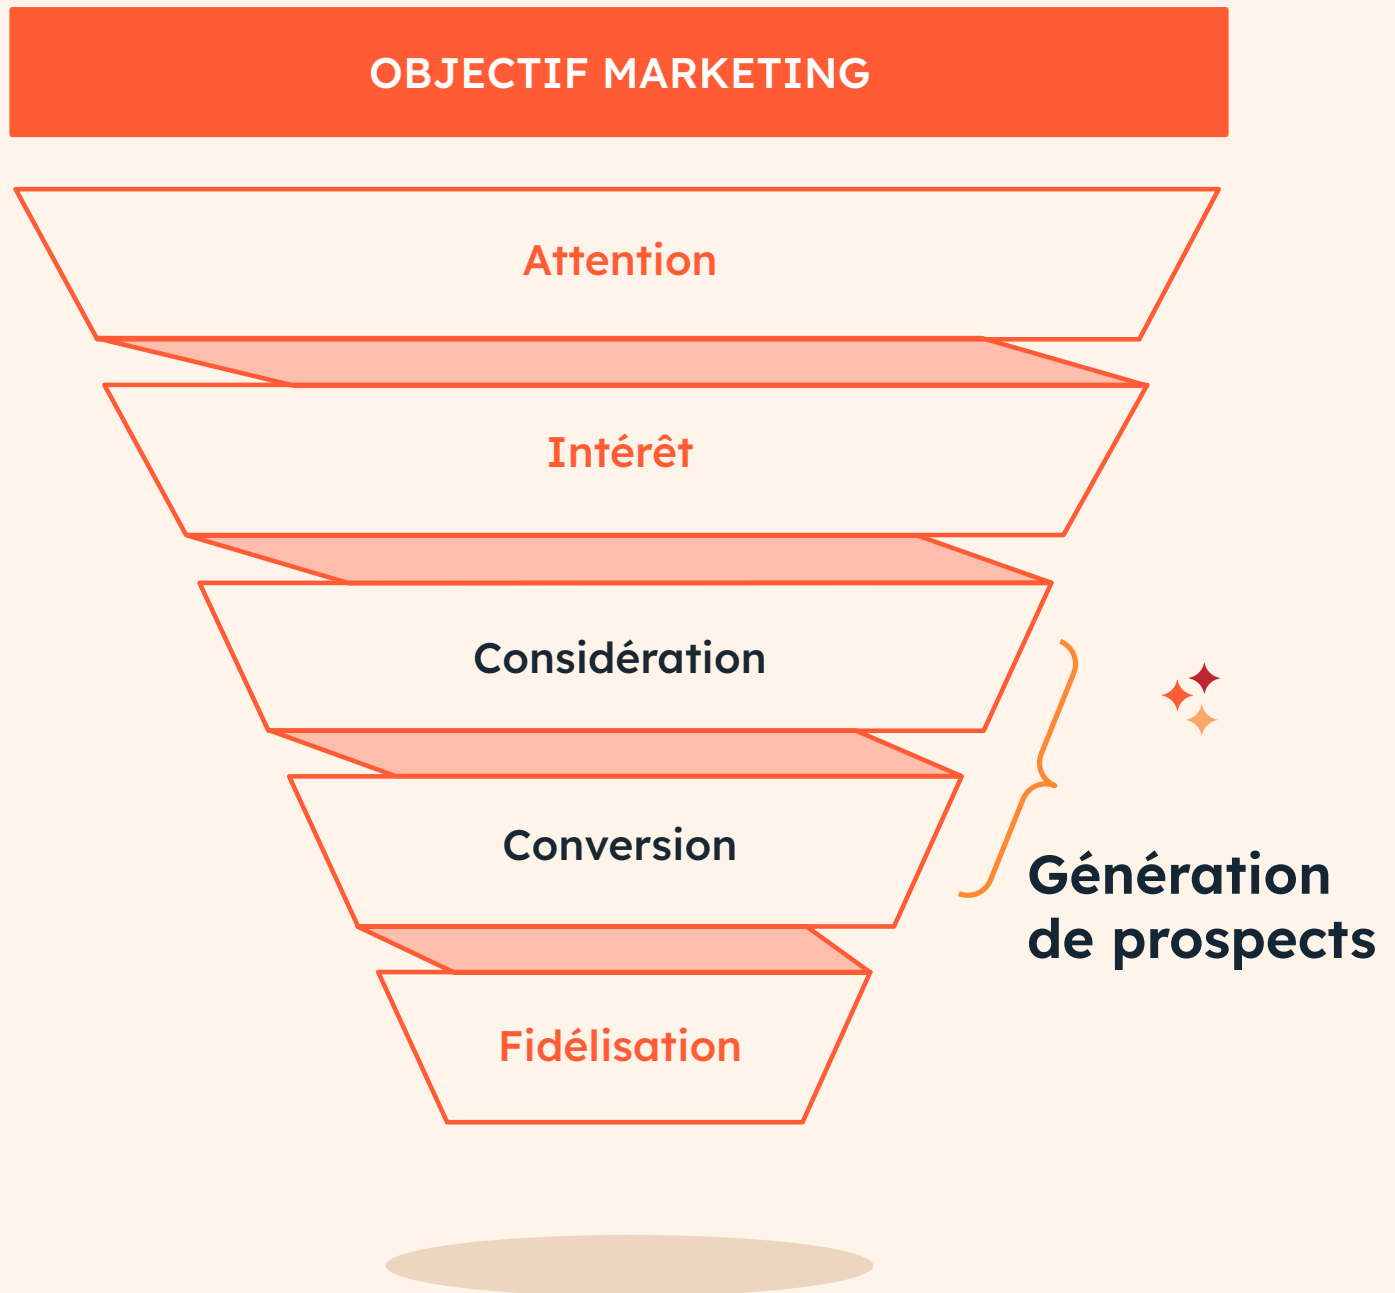 OBJECTIF MARKETING
Attention
Intérêt
Considération
Conversion
Génération
de prospects
Fidélisation